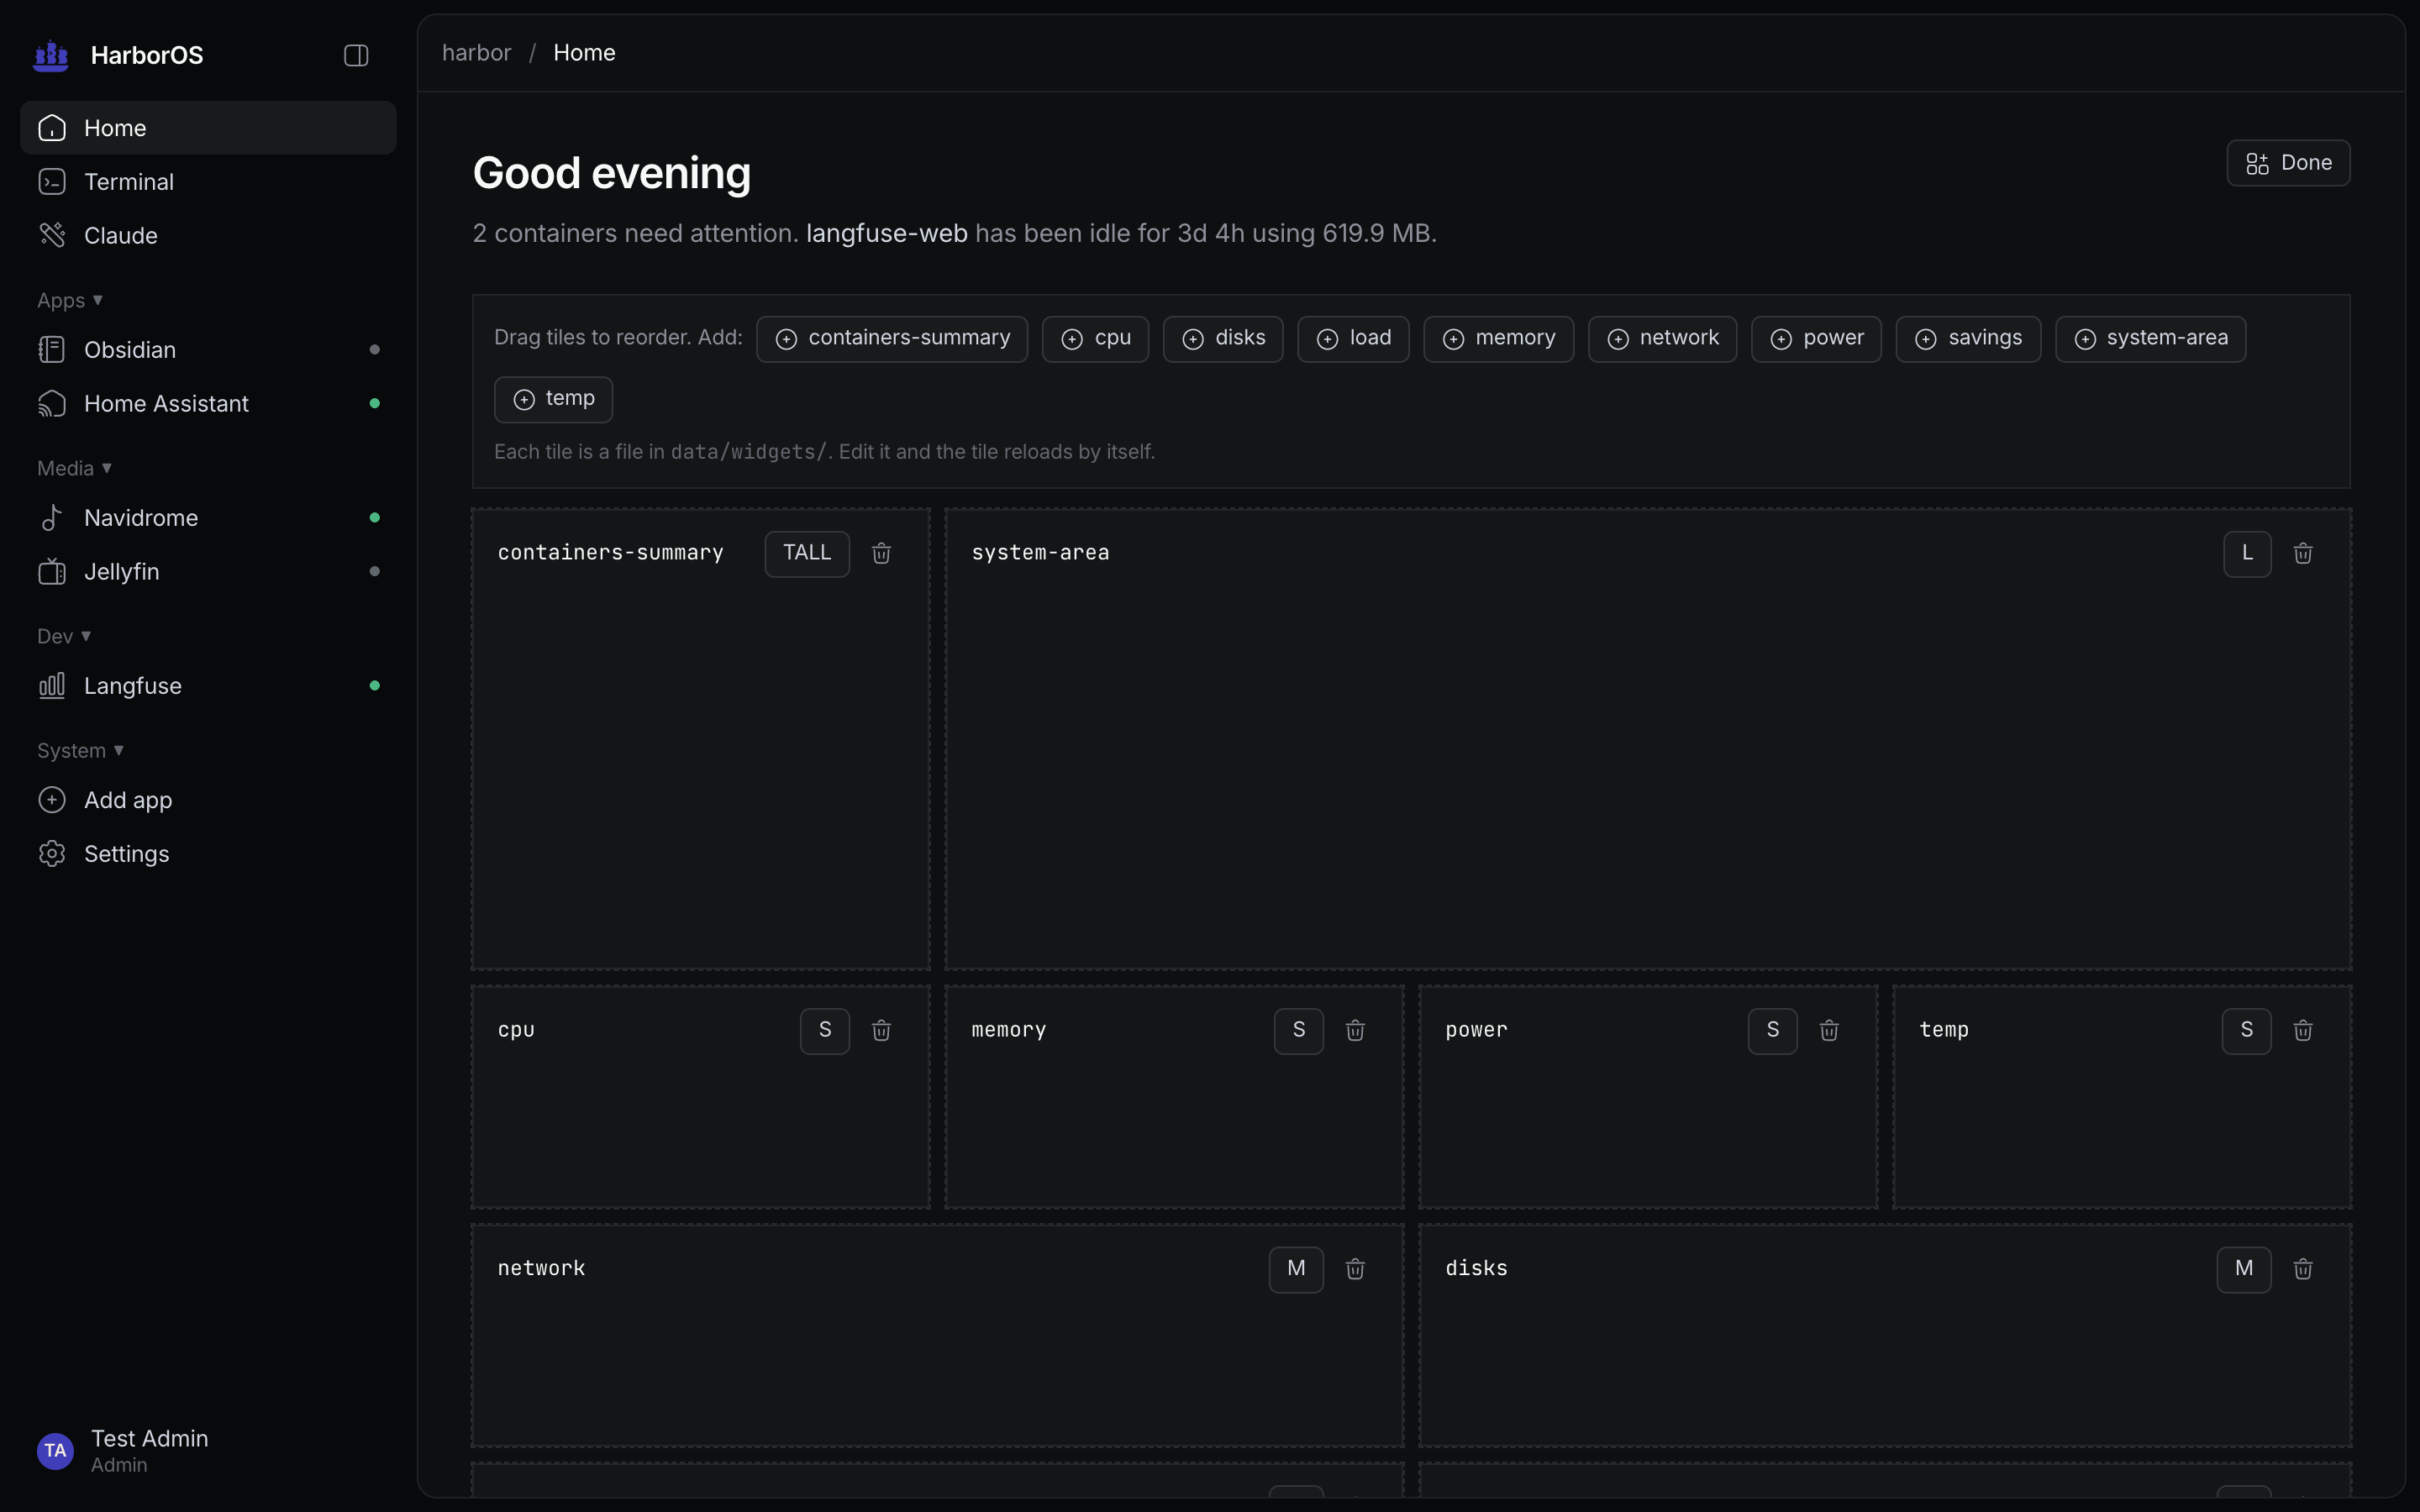 HarborOS
Home
Terminal
Claude
Apps ▼
Obsidian
Home Assistant
Media ▼
Navidrome
Jellyfin
Dev ▼
Langfuse
System ▼
Add app
Settings
TA
Test Admin
Admin
harbor / Home
Good evening
Done
2 containers need attention. langfuse-web has been idle for 3d 4h using 619.9 MB.
Drag tiles to reorder. Add: containers-summary cpu disks load memory network power savings system-area
temp
Each tile is a file in data/widgets/. Edit it and the tile reloads by itself.
containers-summary TALL
system-area L
cpu S
memory S
power S
temp S
network M
disks M